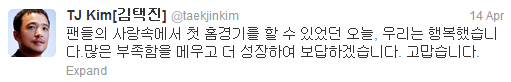 TJ Kim[김택진] @taekjinkim 14 Apr
팬들의 사랑속에서 첫 홈경기를 할 수 있었던 오늘, 우리는 행복했습니
다.많은 부족함을 메우고 더 성장하여 보답하겠습니다. 고맙습니다.
Expand